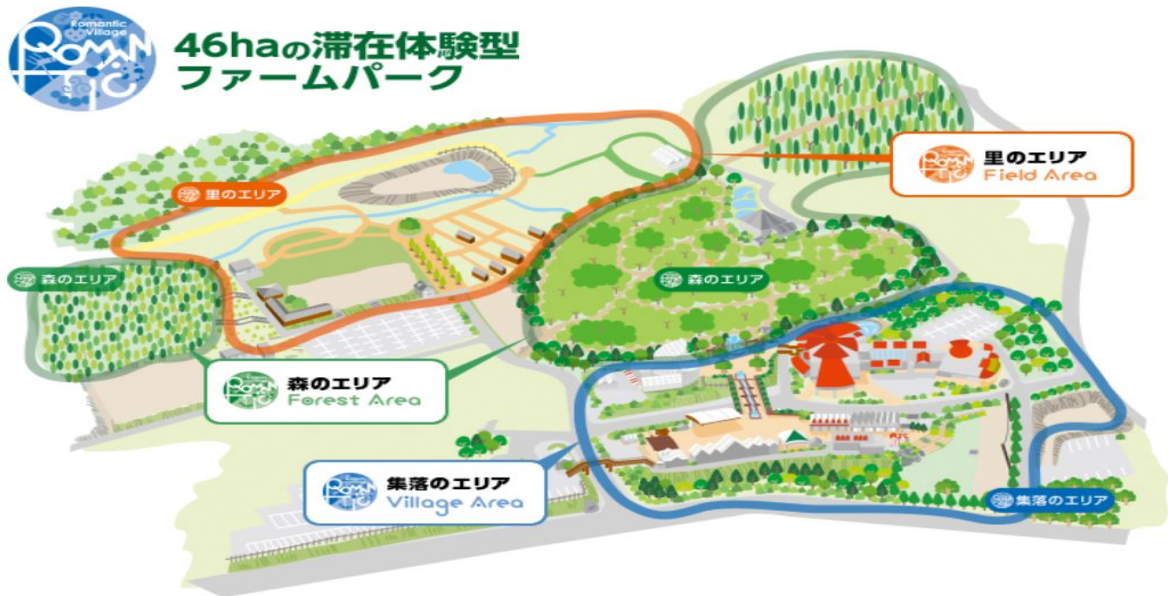 Romantic
Village
ROMANTIC
46haの滞在体験型
ファームパーク
里のエリア
Field Area
里のエリア
森のエリア
森のエリア
森のエリア
Forest Area
集落のエリア
Village Area
集落のエリア